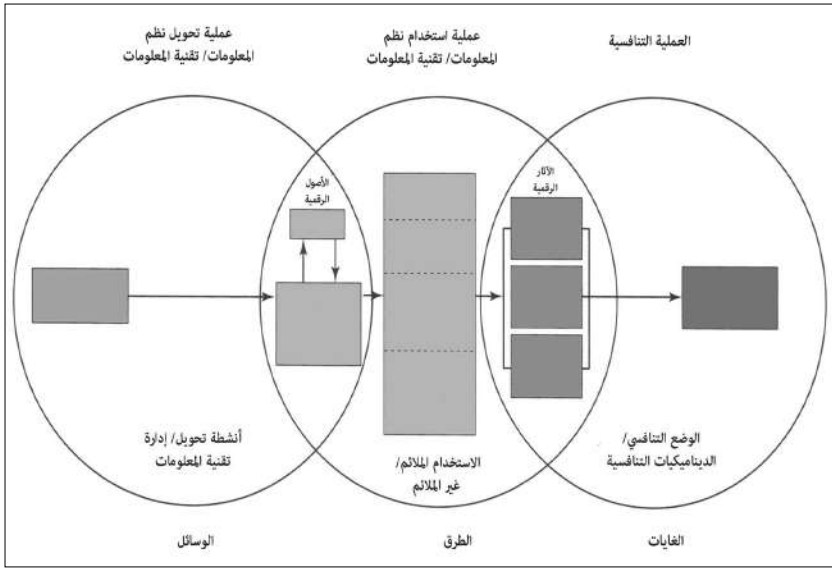 العملية التنافسية
عملية استخدام نظم
المعلومات/ تقنية المعلومات
عملية تحويل نظم
المعلومات/ تقنية المعلومات
الآثار
الرقمية
الأصول
الرقمية
الوضع التنافسي/
الديناميكيات التنافسية
الاستخدام الملائم/
غير الملائم
أنشطة تحويل/ إدارة
تقنية المعلومات
الغايات
الطرق
الوسائل